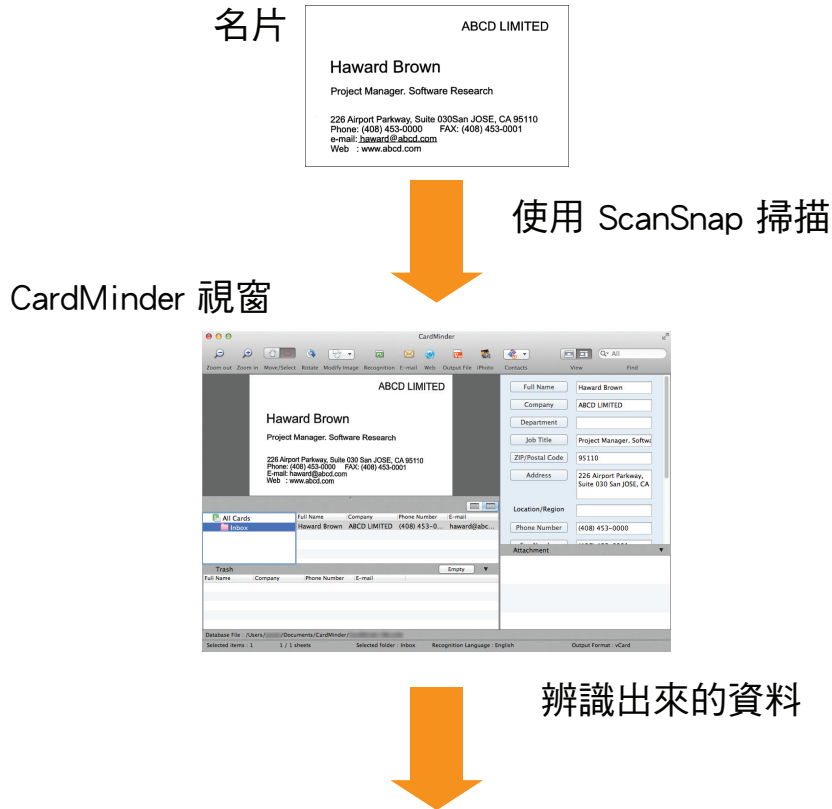 名片
ABCD LIMITED
Haward Brown
Project Manager. Software Research
226 Airport Parkway, Suite 030San JOSE, CA 95110
Phone: (408) 453-0000 FAX: (408) 453-0001
e-mail: haward@abcd.com
Web : www.abcd.com
使用 ScanSnap 掃描
CardMinder 視窗
CardMinder
All
Zoom out Zoom in Move/Select Rotate Modify Image Recognition E-mail Web Output File iPhoto Contacts View Find
ABCD LIMITED
Haward Brown
Project Manager. Software Research
226 Airport Parkway, Suite 030 San JOSE, CA 95110
Phone: (408) 453-0000 FAX: (408) 453-0001
E-mail: haward@abcd.com
Web : www.abcd.com
Full Name Haward Brown
Company ABCD LIMITED
Department
Job Title Project Manager. Softwa
ZIP/Postal Code 95110
Address 226 Airport Parkway,
Suite 030 San JOSE, CA
Location/Region
Phone Number (408) 453-0000
Attachment
All Cards
Inbox
Full Name Company Phone Number E-mail
Haward Brown ABCD LIMITED (408) 453-0... haward@abc...
Trash Empty
Full Name Company Phone Number E-mail
Database File : /Users/ /Documents/CardMinder/
Selected items : 1 1 / 1 sheets Selected folder : Inbox Recognition Language : English Output Format : vCard
辨識出來的資料